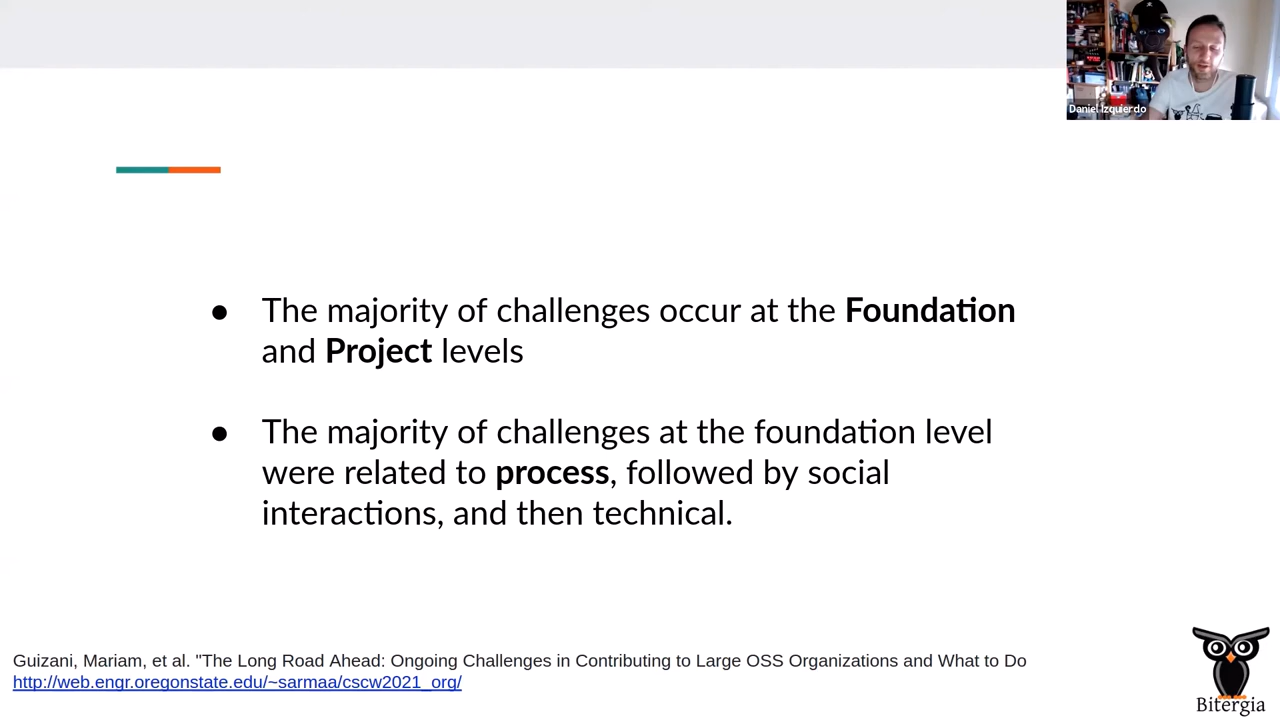 Daniel Izquierdo
● The majority of challenges occur at the Foundation
and Project levels
● The majority of challenges at the foundation level
were related to process, followed by social
interactions, and then technical.
Guizani, Mariam, et al. "The Long Road Ahead: Ongoing Challenges in Contributing to Large OSS Organizations and What to Do
http://web.engr.oregonstate.edu/~sarmaa/cscw2021_org/
Bitergia